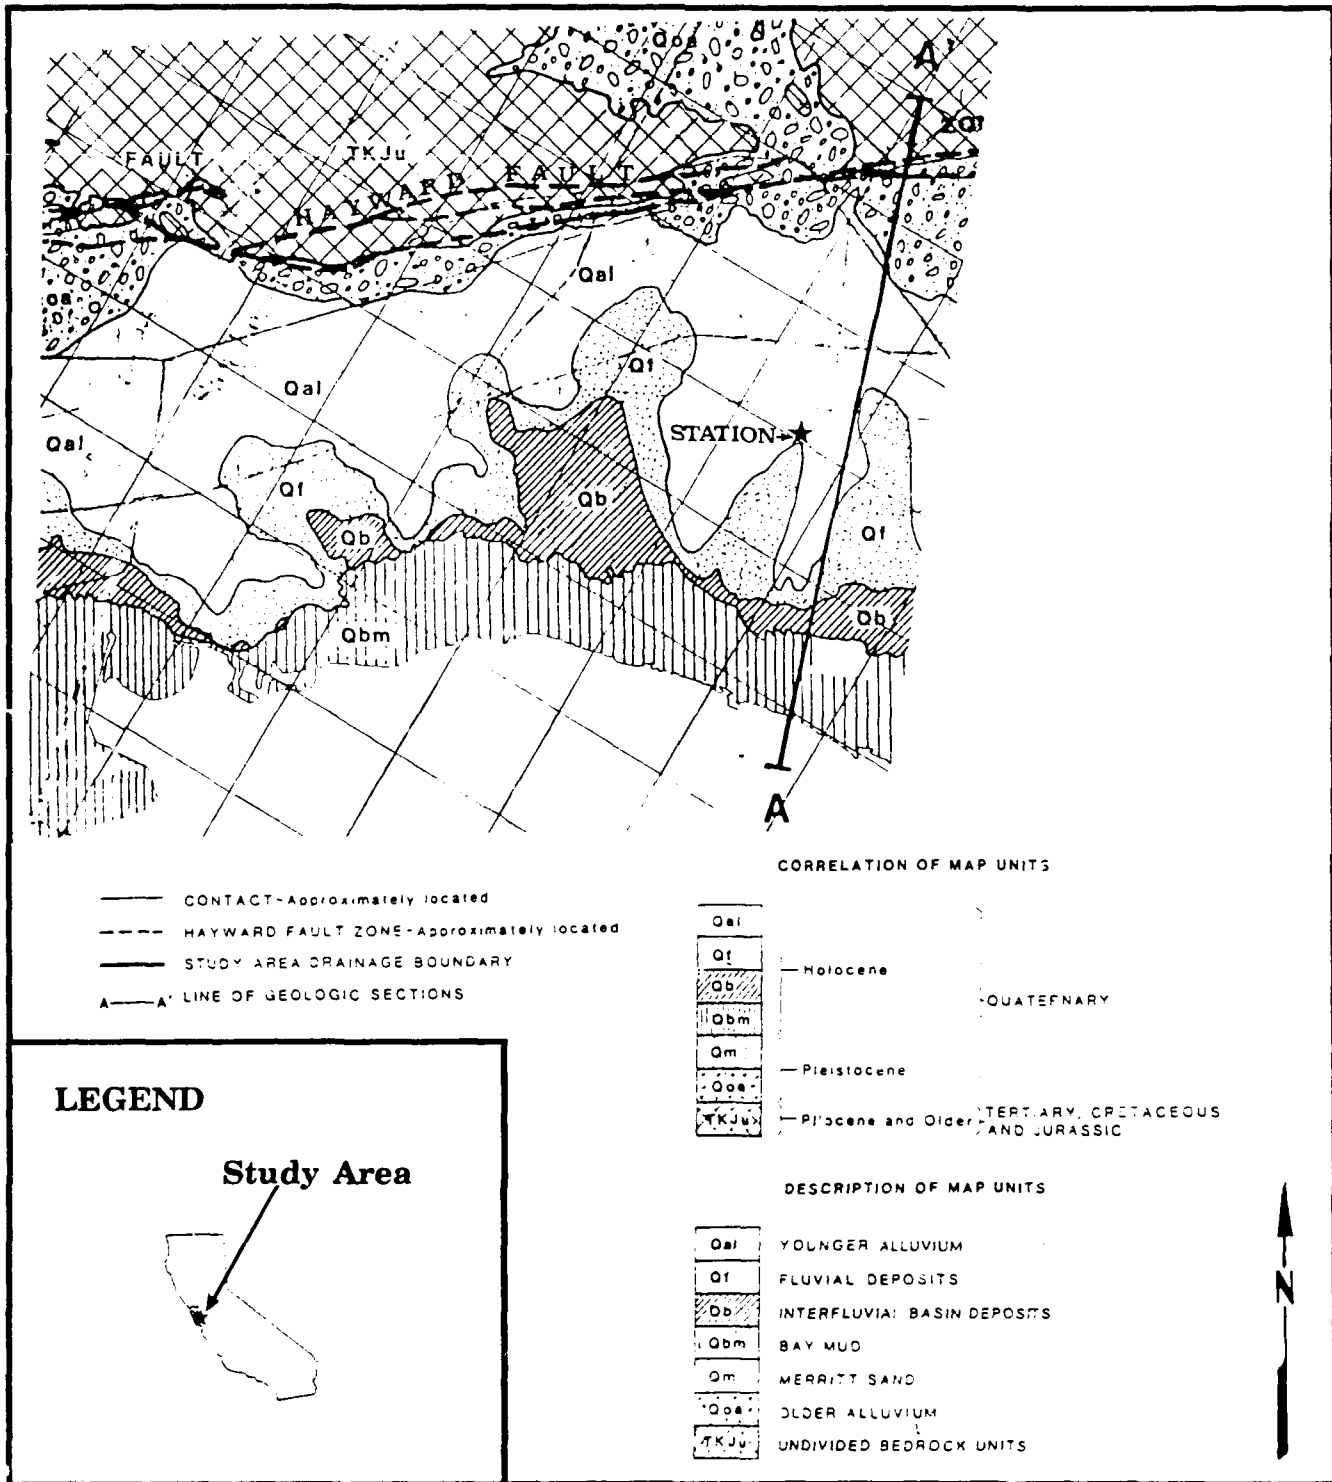 Qoa
A'
ZO
FAULT
TKJu
HAYWARD FAULT
Qal
oa
Qf
Qal
Qal
STATION
Qf
Qb
Qb
Qf
Qb
Qbm
A
CORRELATION OF MAP UNITS
CONTACT-Approximately located
HAYWARD FAULT ZONE-Approximately located
STUDY AREA DRAINAGE BOUNDARY
A A' LINE OF GEOLOGIC SECTIONS
Qal
Qf
Qb
Qbm
Qm
Qoa
TKJu
Holocene
Pleistocene
Pliocene and Older
QUATERNARY
TERTIARY, CRETACEOUS
AND JURASSIC
LEGEND
Study Area
DESCRIPTION OF MAP UNITS
Qal YOUNGER ALLUVIUM
Qf FLUVIAL DEPOSITS
Qb INTERFLUVIAL BASIN DEPOSITS
Qbm BAY MUD
Qm MERRITT SAND
Qoa OLDER ALLUVIUM
TKJu UNDIVIDED BEDROCK UNITS
N